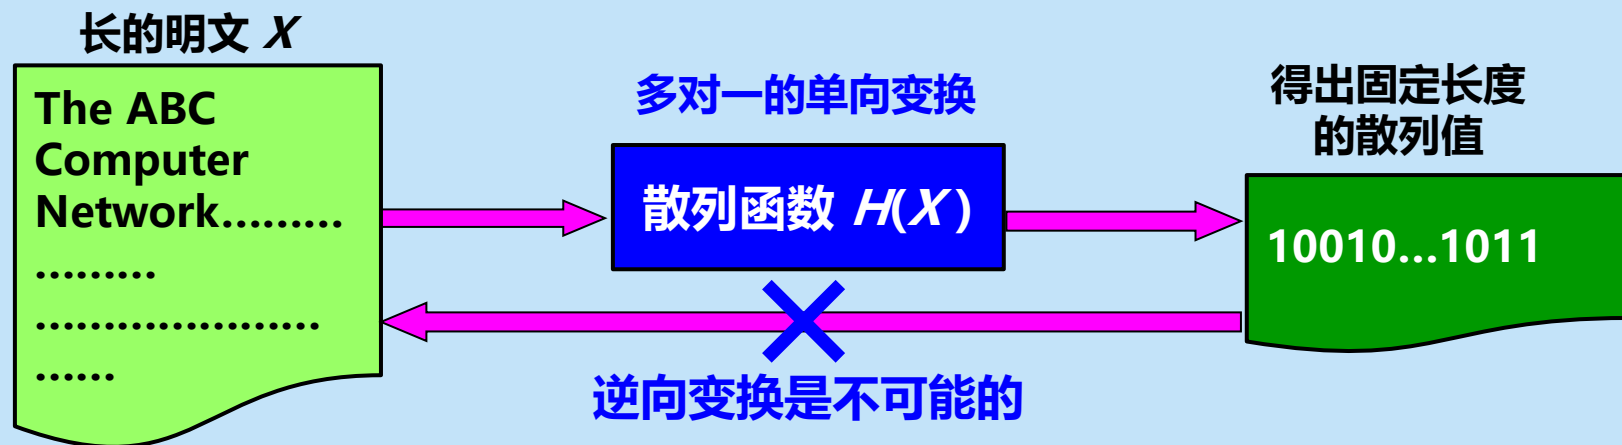 长的明文 X
The ABC
Computer
Network.........
.........
.....................
......
多对一的单向变换
散列函数 H(X)
逆向变换是不可能的
得出固定长度
的散列值
10010...1011